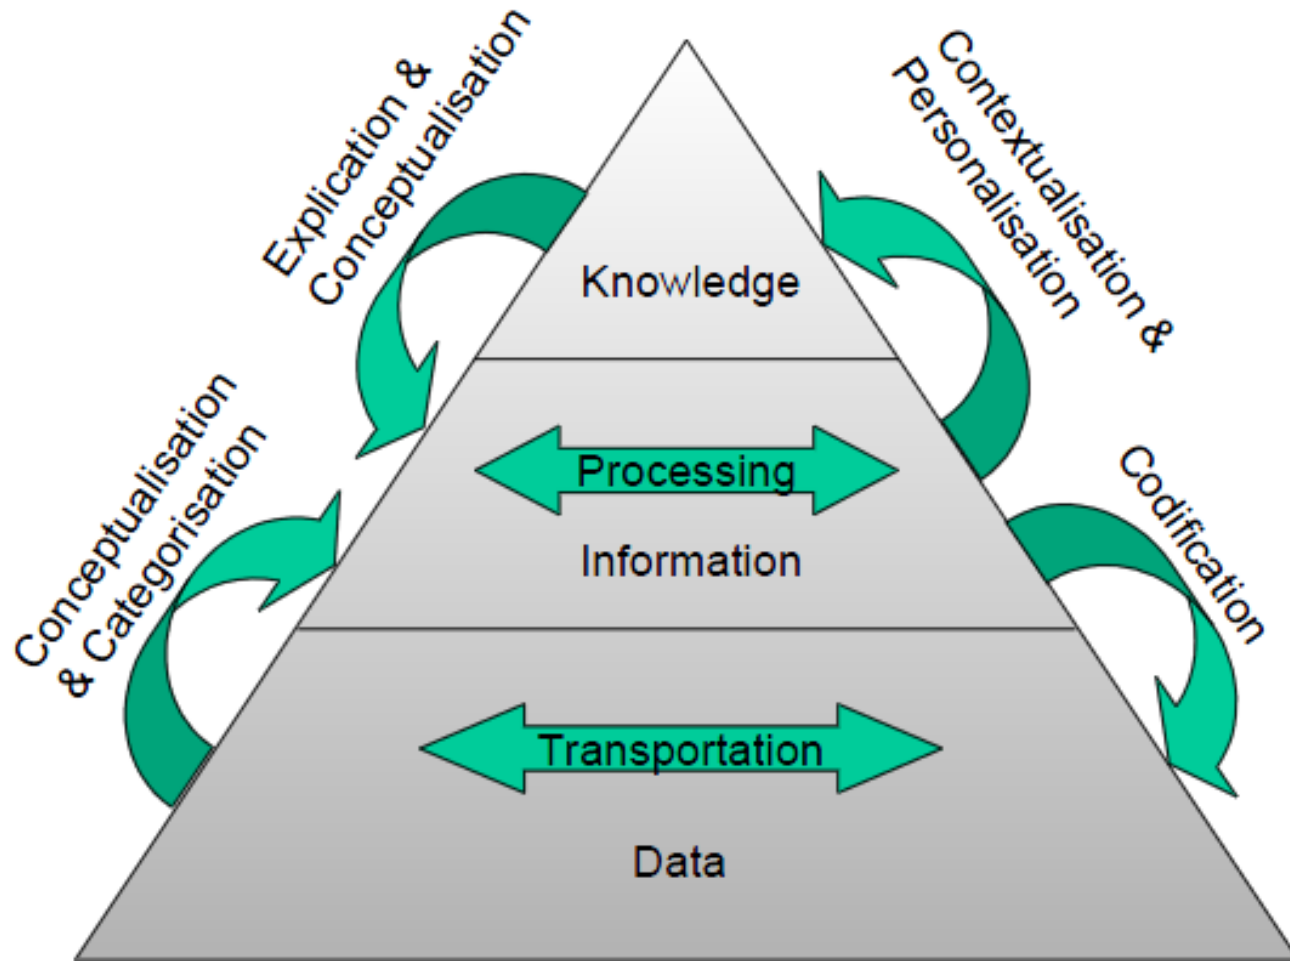 Explication &
Conceptualisation
Contextualisation &
Personalisation
Knowledge
Conceptualisation
& Categorisation
Processing
Codification
Information
Transportation
Data